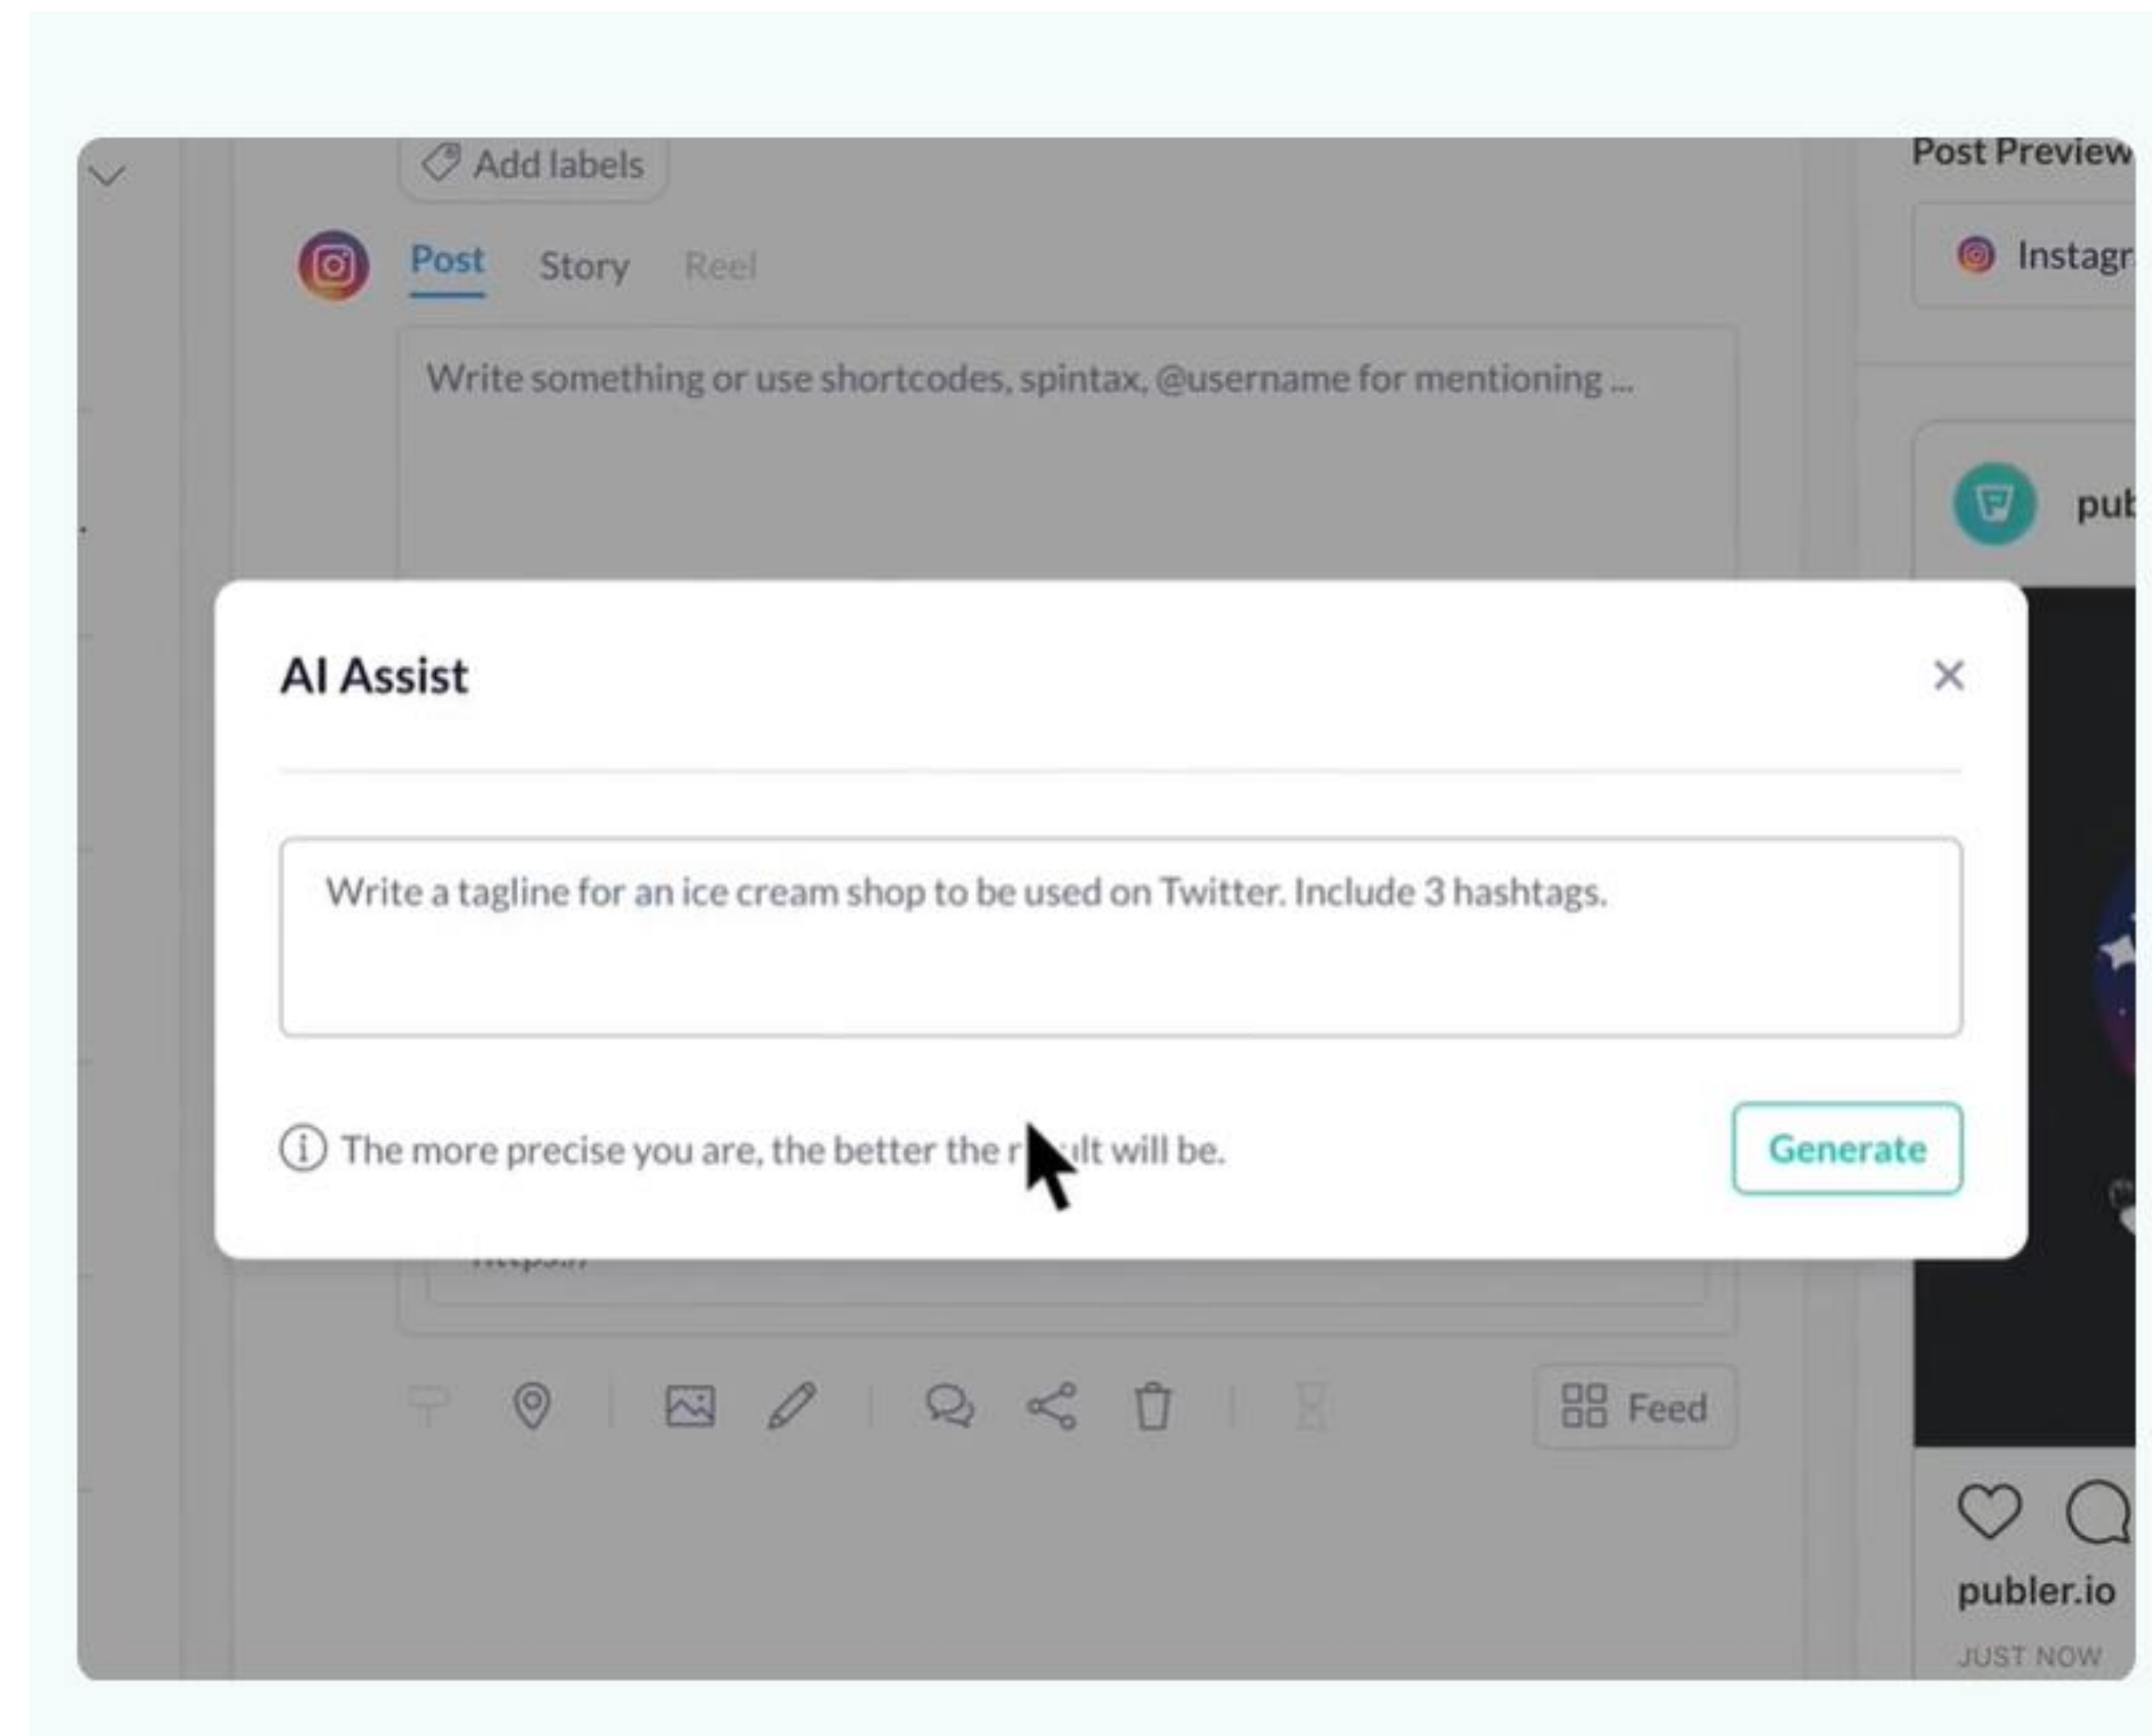 Add labels
Post Preview
Post Story Reel
Instagr
Write something or use shortcodes, spintax, @username for mentioning ...
pub
AI Assist
Write a tagline for an ice cream shop to be used on Twitter. Include 3 hashtags.
The more precise you are, the better the r ult will be.
Generate
https://
Feed
publer.io
JUST NOW